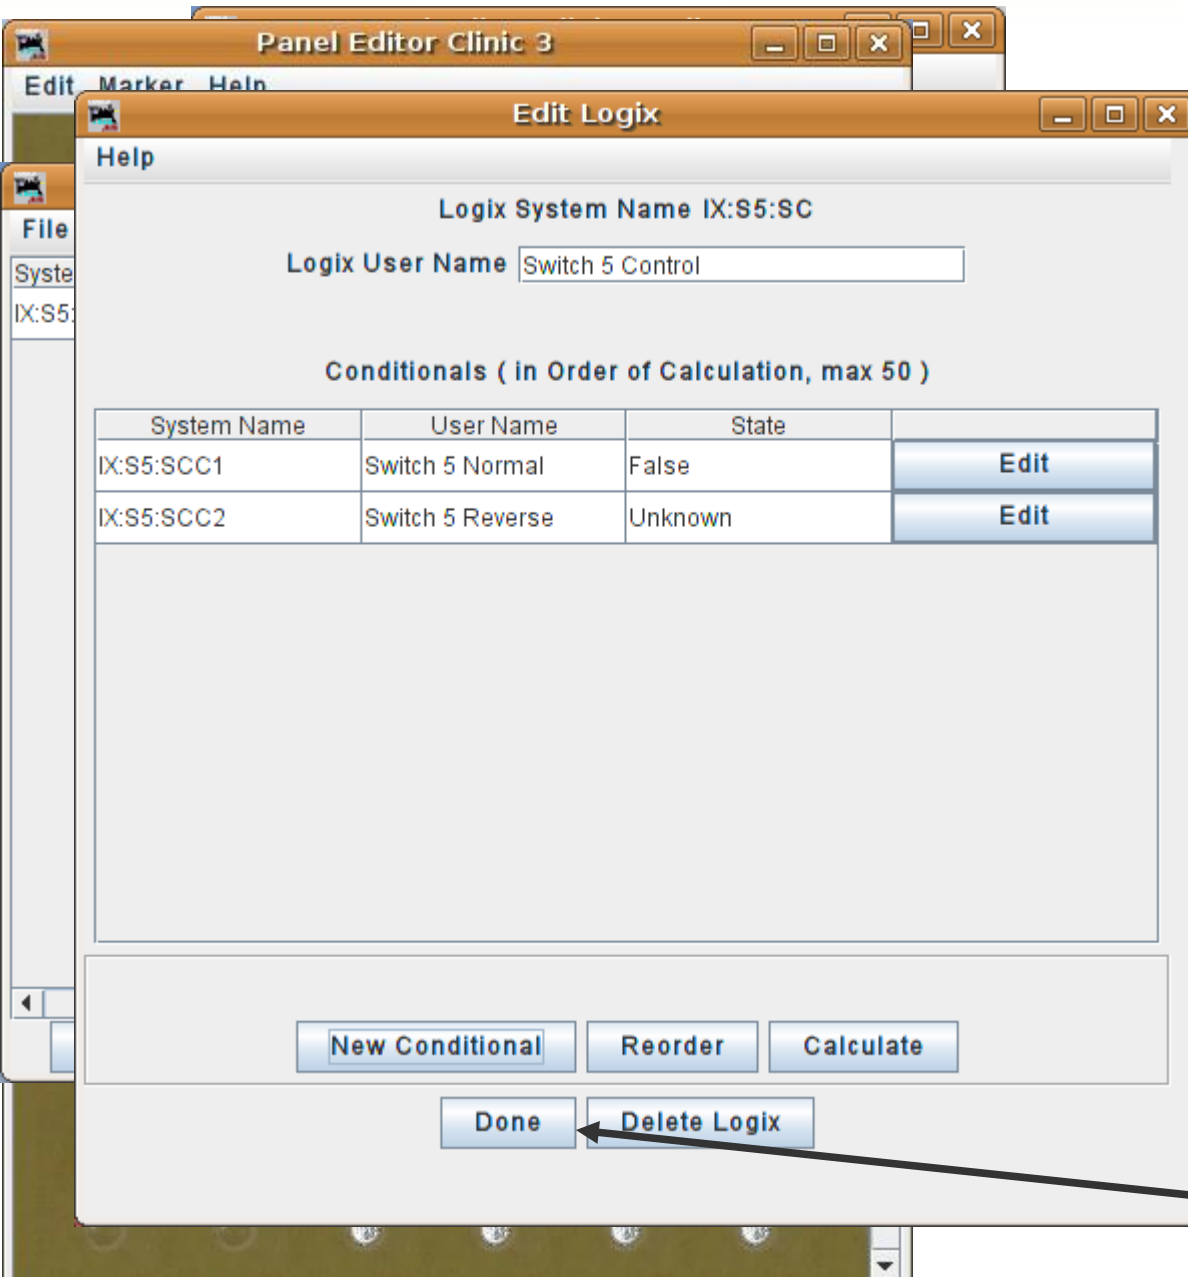 Panel Editor Clinic 3
Edit Marker Help
Edit Logix
Help
File
Logix System Name IX:S5:SC
Logix User Name Switch 5 Control
Syste
IX:S5:
Conditionals ( in Order of Calculation, max 50 )
System Name User Name State
IX:S5:SCC1 Switch 5 Normal False Edit
IX:S5:SCC2 Switch 5 Reverse Unknown Edit
New Conditional Reorder Calculate
Done Delete Logix